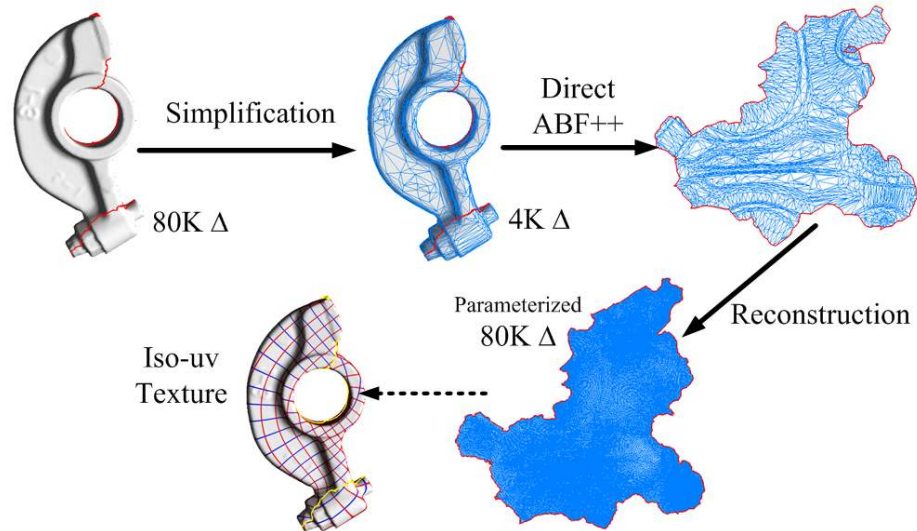 Simplification
Direct
ABF++
80K Δ
4K Δ
Reconstruction
Parameterized
80K Δ
Iso-uv
Texture